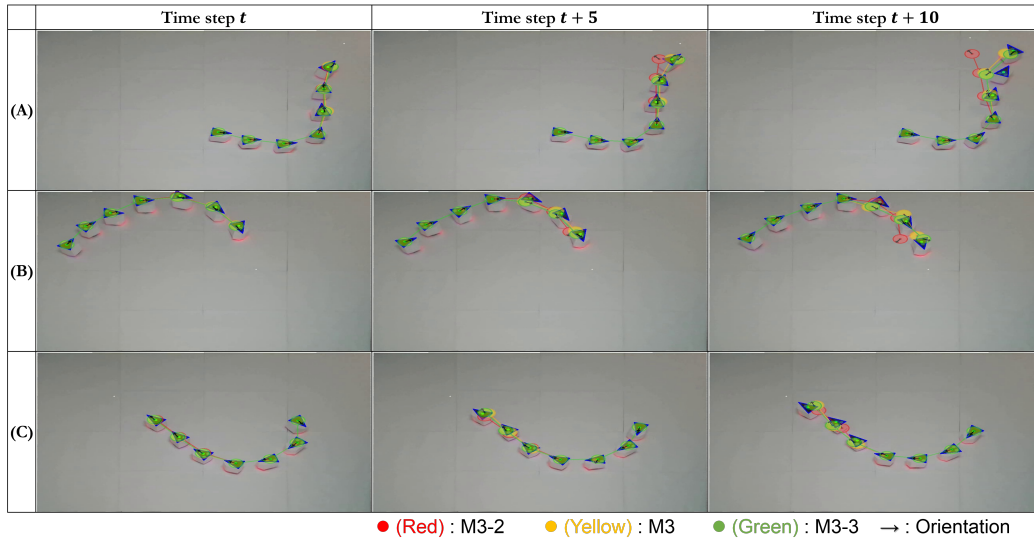 Time step t Time step t + 5 Time step t + 10
(A)
(B)
(C)
(Red) : M3-2 (Yellow) : M3 (Green) : M3-3 → : Orientation